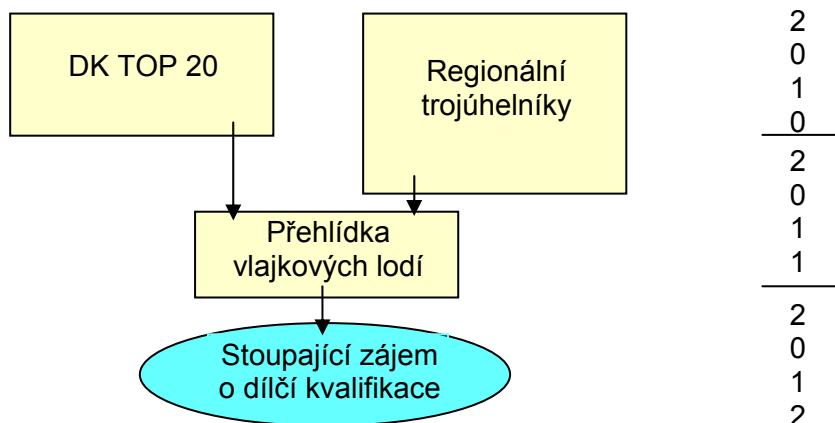 DK TOP 20
Regionální
trojúhelníky
Přehlídka
vlajkových lodí
Stoupající zájem
o dílčí kvalifikace
2
0
1
0
2
0
1
1
2
0
1
2